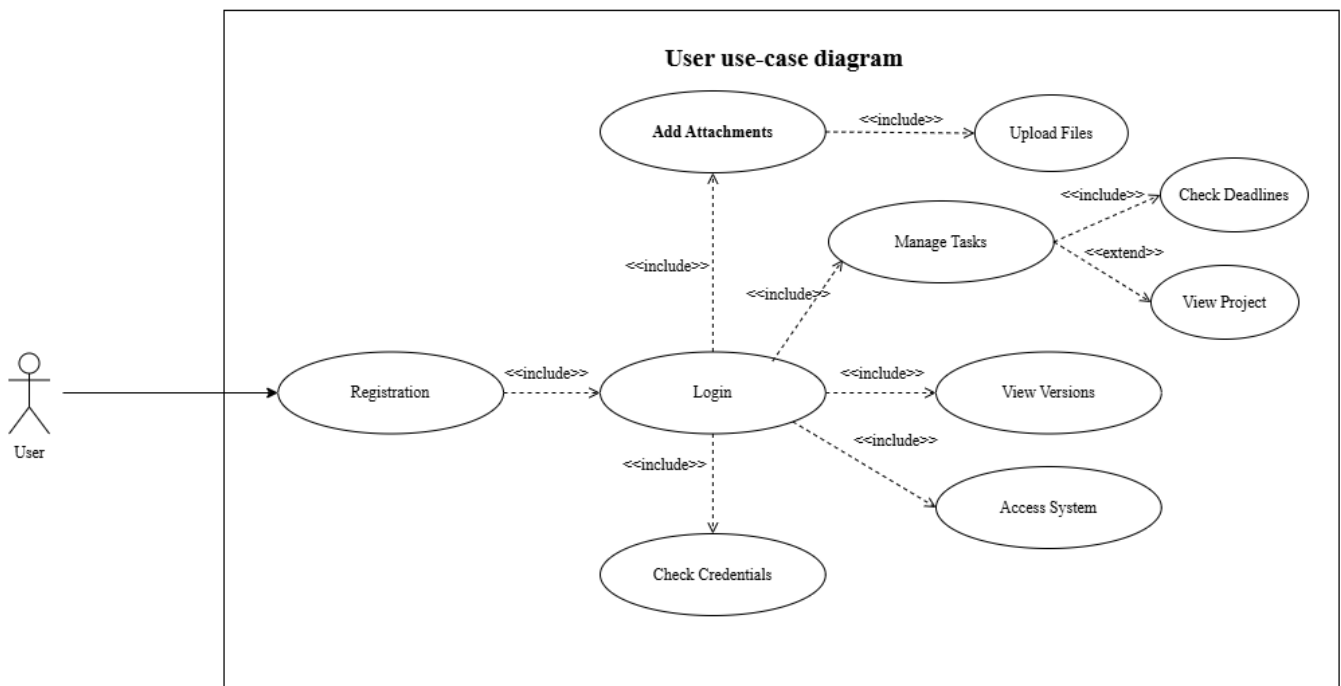 User use-case diagram
Add Attachments
<<include>>
Upload Files
<<include>>
Check Deadlines
Manage Tasks
<<extend>>
<<include>>
<<include>>
View Project
User
Registration
<<include>>
Login
<<include>>
View Versions
<<include>>
<<include>>
Access System
Check Credentials